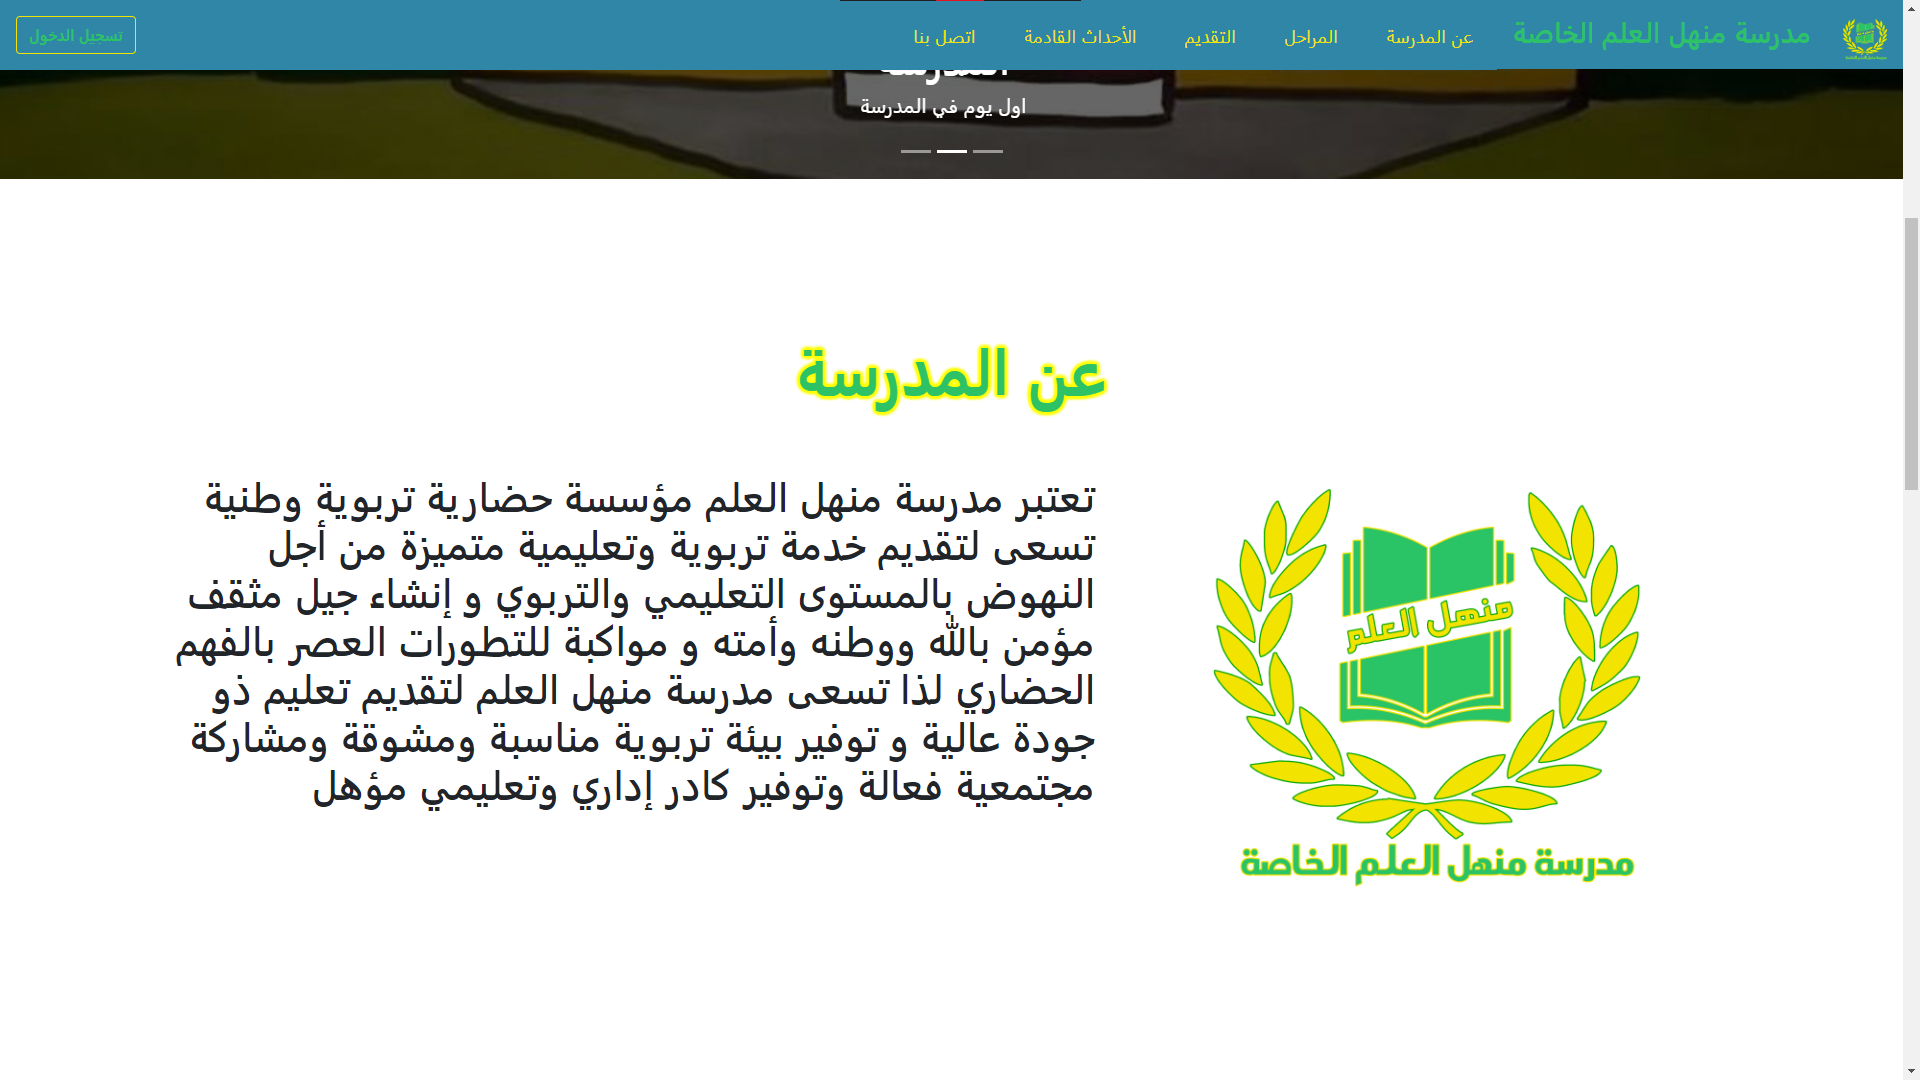 مدرسة منهل العلم الخاصة
عن المدرسة
المراحل
التقديم
الأحداث القادمة
اتصل بنا
تسجيل الدخول
المدرسة
اول يوم في المدرسة
عن المدرسة
تعتبر مدرسة منهل العلم مؤسسة حضارية تربوية وطنية
تسعى لتقديم خدمة تربوية وتعليمية متميزة من أجل
النهوض بالمستوى التعليمي والتربوي و إنشاء جيل مثقف
مؤمن بالله ووطنه وأمته و مواكبة للتطورات العصر بالفهم
الحضاري لذا تسعى مدرسة منهل العلم لتقديم تعليم ذو
جودة عالية و توفير بيئة تربوية مناسبة ومشوقة ومشاركة
مجتمعية فعالة وتوفير كادر إداري وتعليمي مؤهل
منهل العلم
مدرسة منهل العلم الخاصة